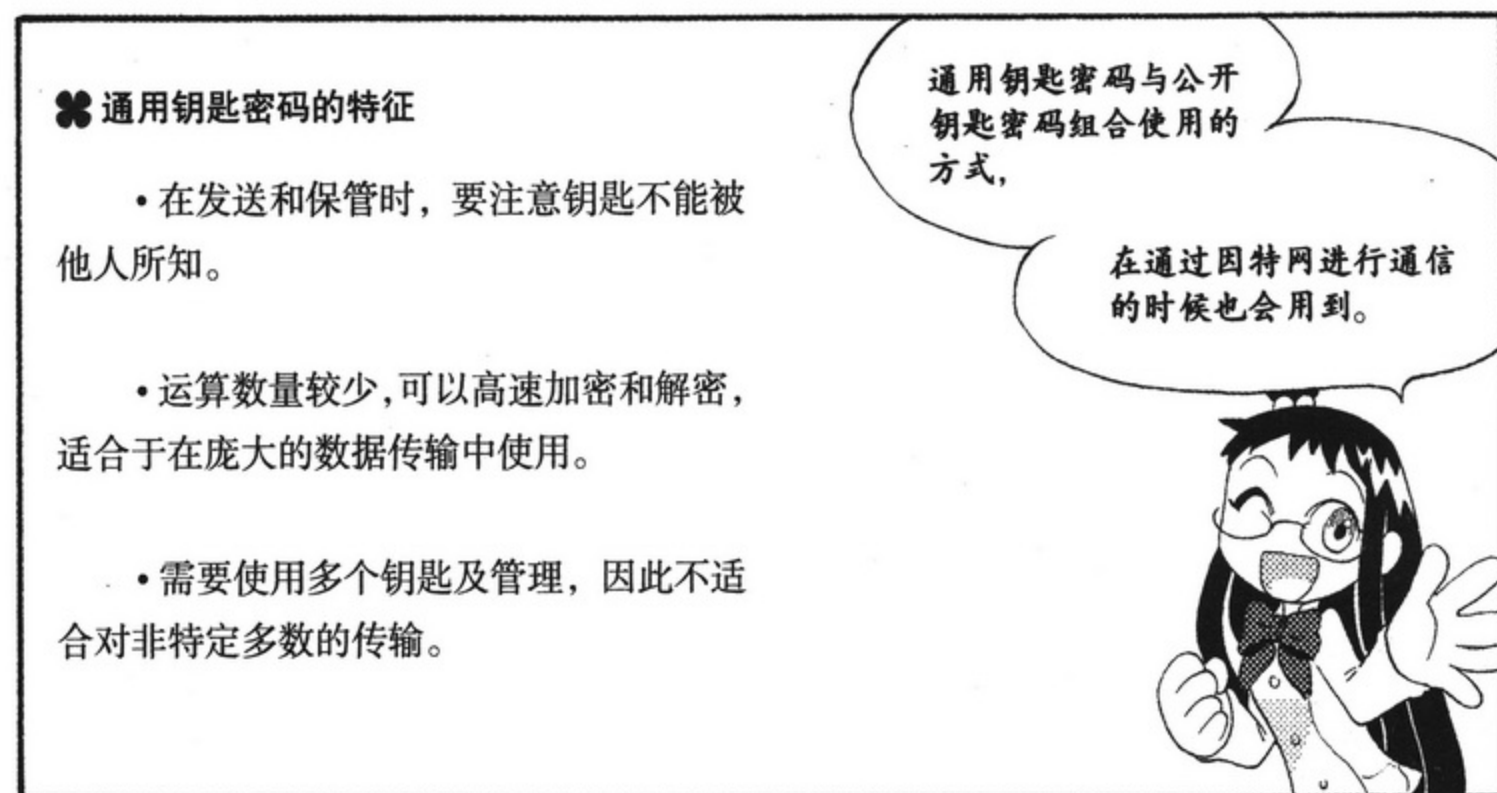 通用钥匙密码的特征
•在发送和保管时，要注意钥匙不能被
他人所知。
•运算数量较少，可以高速加密和解密，
适合于在庞大的数据传输中使用。
•需要使用多个钥匙及管理，因此不适
合对非特定多数的传输。
通用钥匙密码与公开
钥匙密码组合使用的
方式，
在通过因特网进行通信
的时候也会用到。